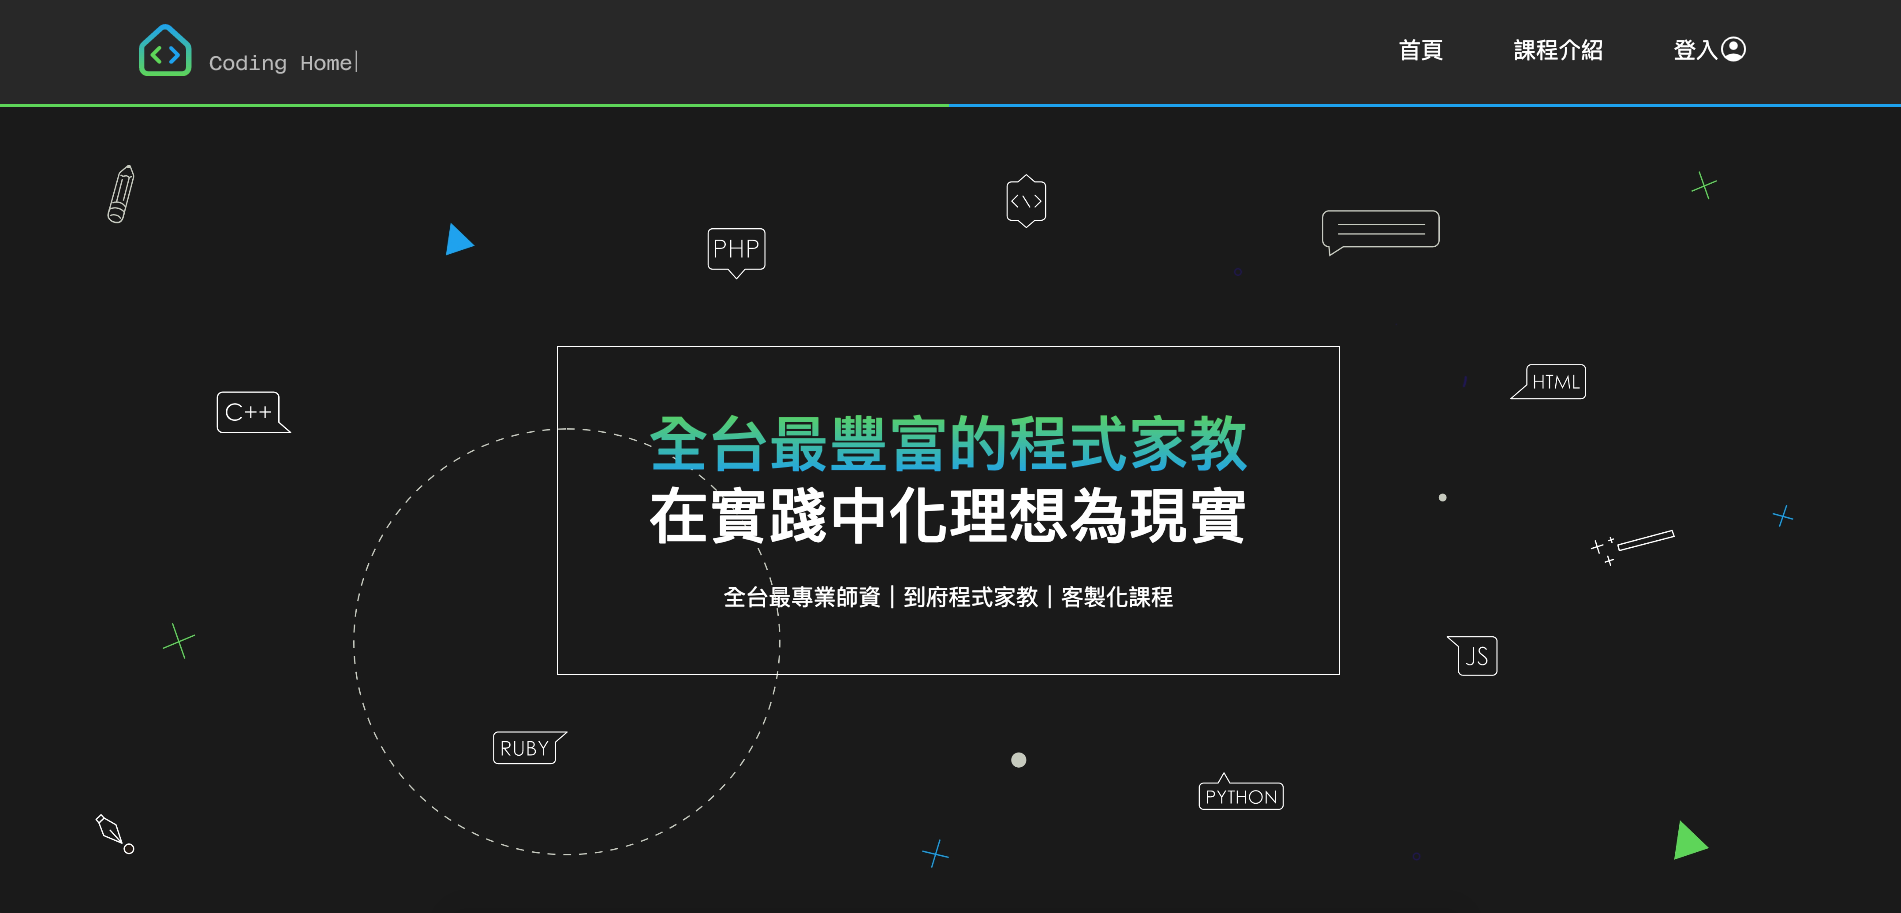 Coding Home
首頁
課程介紹
登入
PHP
HTML
C++
全台最豐富的程式家教
在實踐中化理想為現實
全台最專業師資｜到府程式家教｜客製化課程
JS
RUBY
PYTHON